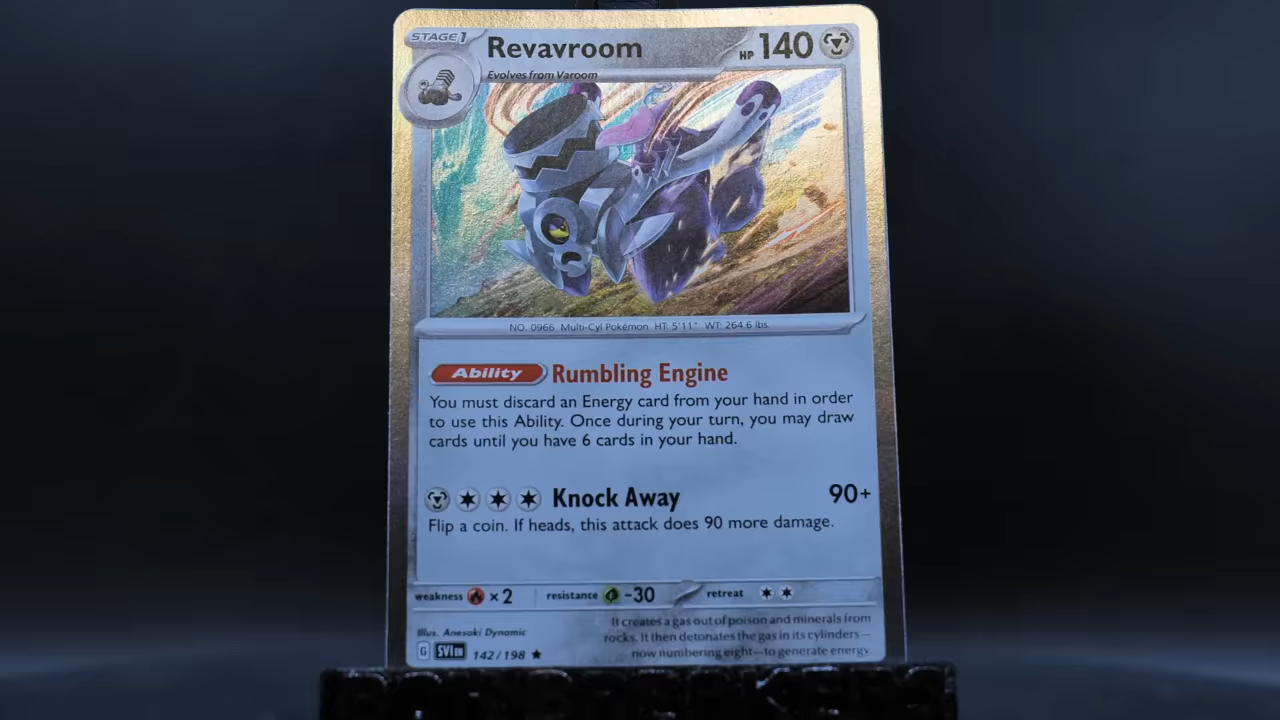 STAGE 1
Revavroom
HP 140
Evolves from Varoom
NO. 0966 Multi-Cyl Pokémon HT: 5'11" WT: 264.6 lbs.
Ability Rumbling Engine
You must discard an Energy card from your hand in order
to use this Ability. Once during your turn, you may draw
cards until you have 6 cards in your hand.
Knock Away 90+
Flip a coin. If heads, this attack does 90 more damage.
weakness ×2 resistance -30 retreat
Illus. Anesaki Dynamic
G SVI EN 142/198 ★
It creates a gas out of poison and minerals from
rocks. It then detonates the gas in its cylinders—
now numbering eight—to generate energy.